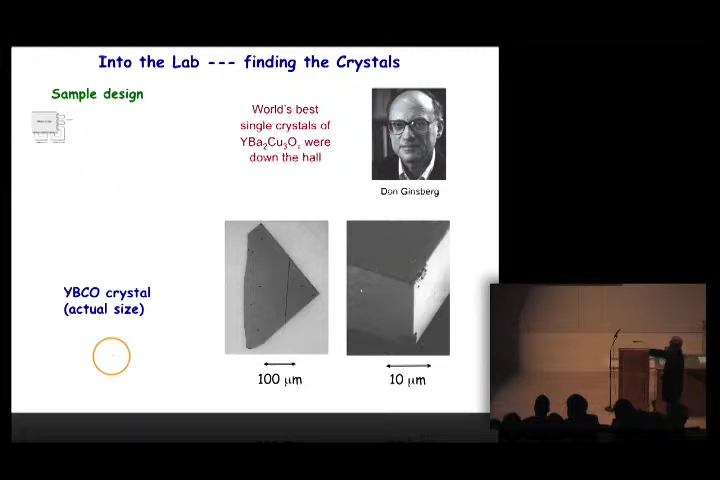 Into the Lab --- finding the Crystals
Sample design
World's best
single crystals of
YBa2Cu3Oz were
down the hall
Don Ginsberg
YBCO crystal
(actual size)
100 μm
10 μm